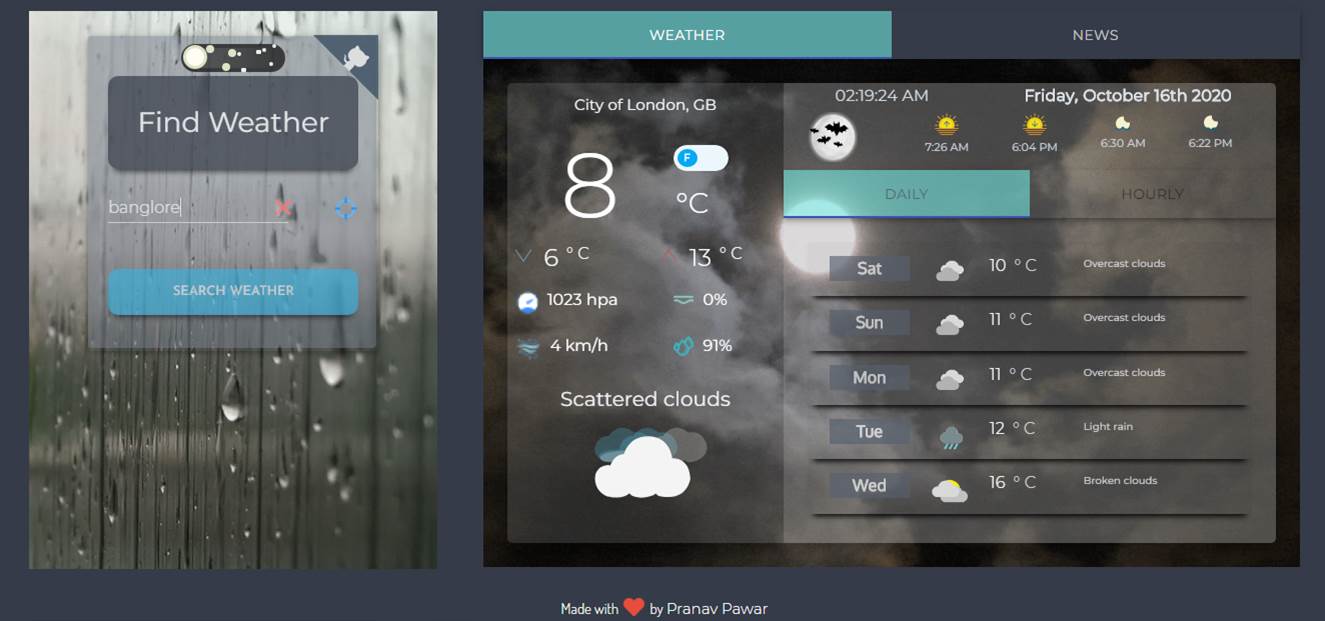 Find Weather
banglore
SEARCH WEATHER
WEATHER
NEWS
City of London, GB
8
F
°C
6 °C
13 °C
1023 hpa
0%
4 km/h
91%
Scattered clouds
02:19:24 AM
Friday, October 16th 2020
7:26 AM
6:04 PM
6:30 AM
6:22 PM
DAILY
HOURLY
Sat 10 °C Overcast clouds
Sun 11 °C Overcast clouds
Mon 11 °C Overcast clouds
Tue 12 °C Light rain
Wed 16 °C Broken clouds
Made with ❤ by Pranav Pawar